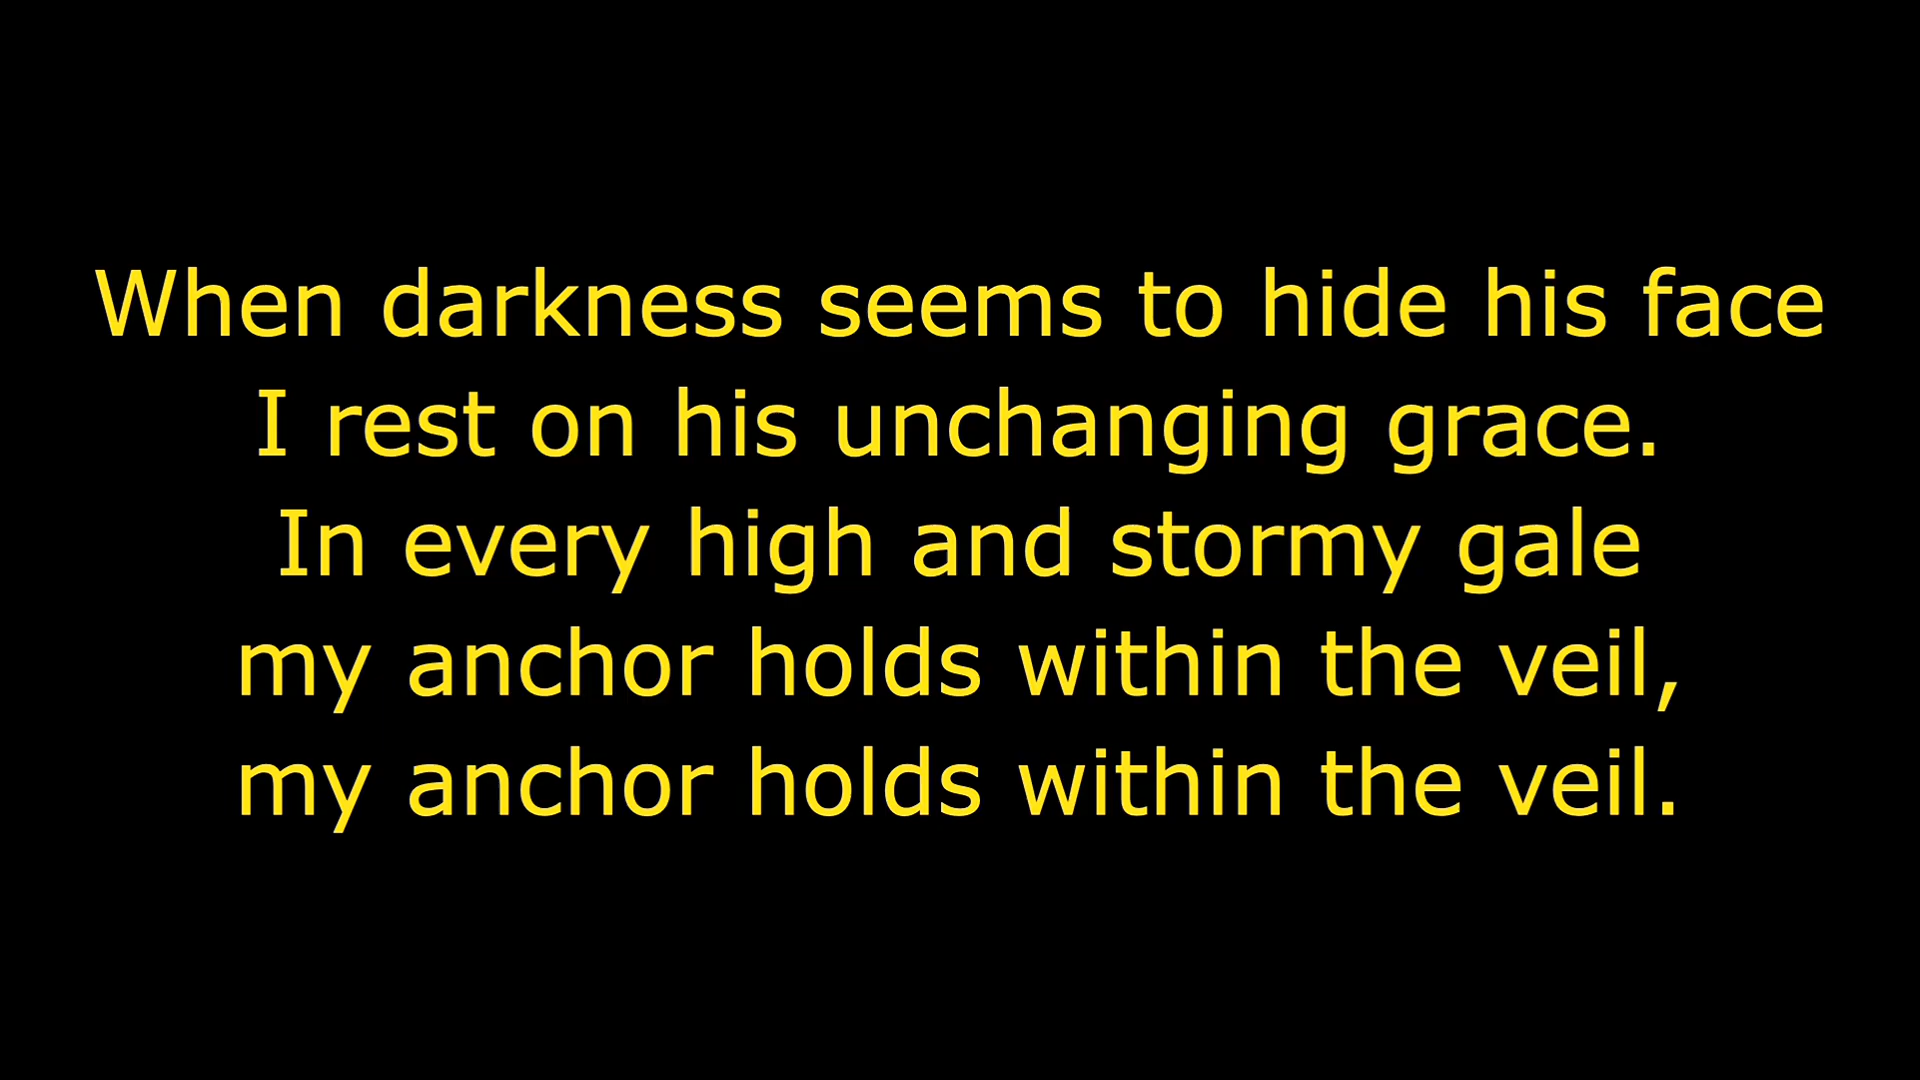 When darkness seems to hide his face
I rest on his unchanging grace.
In every high and stormy gale
my anchor holds within the veil,
my anchor holds within the veil.